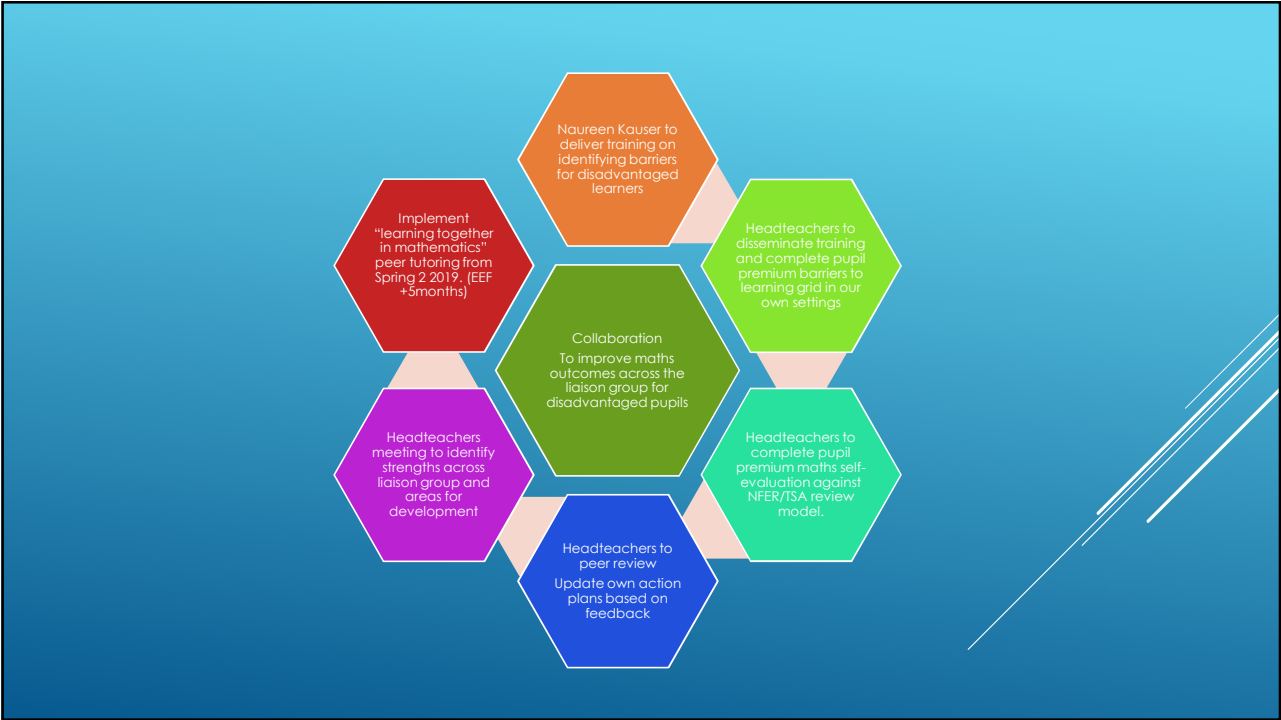 Naureen Kauser to
deliver training on
identifying barriers
for disadvantaged
learners
Headteachers to
disseminate training
and complete pupil
premium barriers to
learning grid in our
own settings
Headteachers to
complete pupil
premium maths self-
evaluation against
NFER/TSA review
model.
Headteachers to
peer review
Update own action
plans based on
feedback
Headteachers
meeting to identify
strengths across
liaison group and
areas for
development
Implement
“learning together
in mathematics”
peer tutoring from
Spring 2 2019. (EEF
+5months)
Collaboration
To improve maths
outcomes across the
liaison group for
disadvantaged pupils